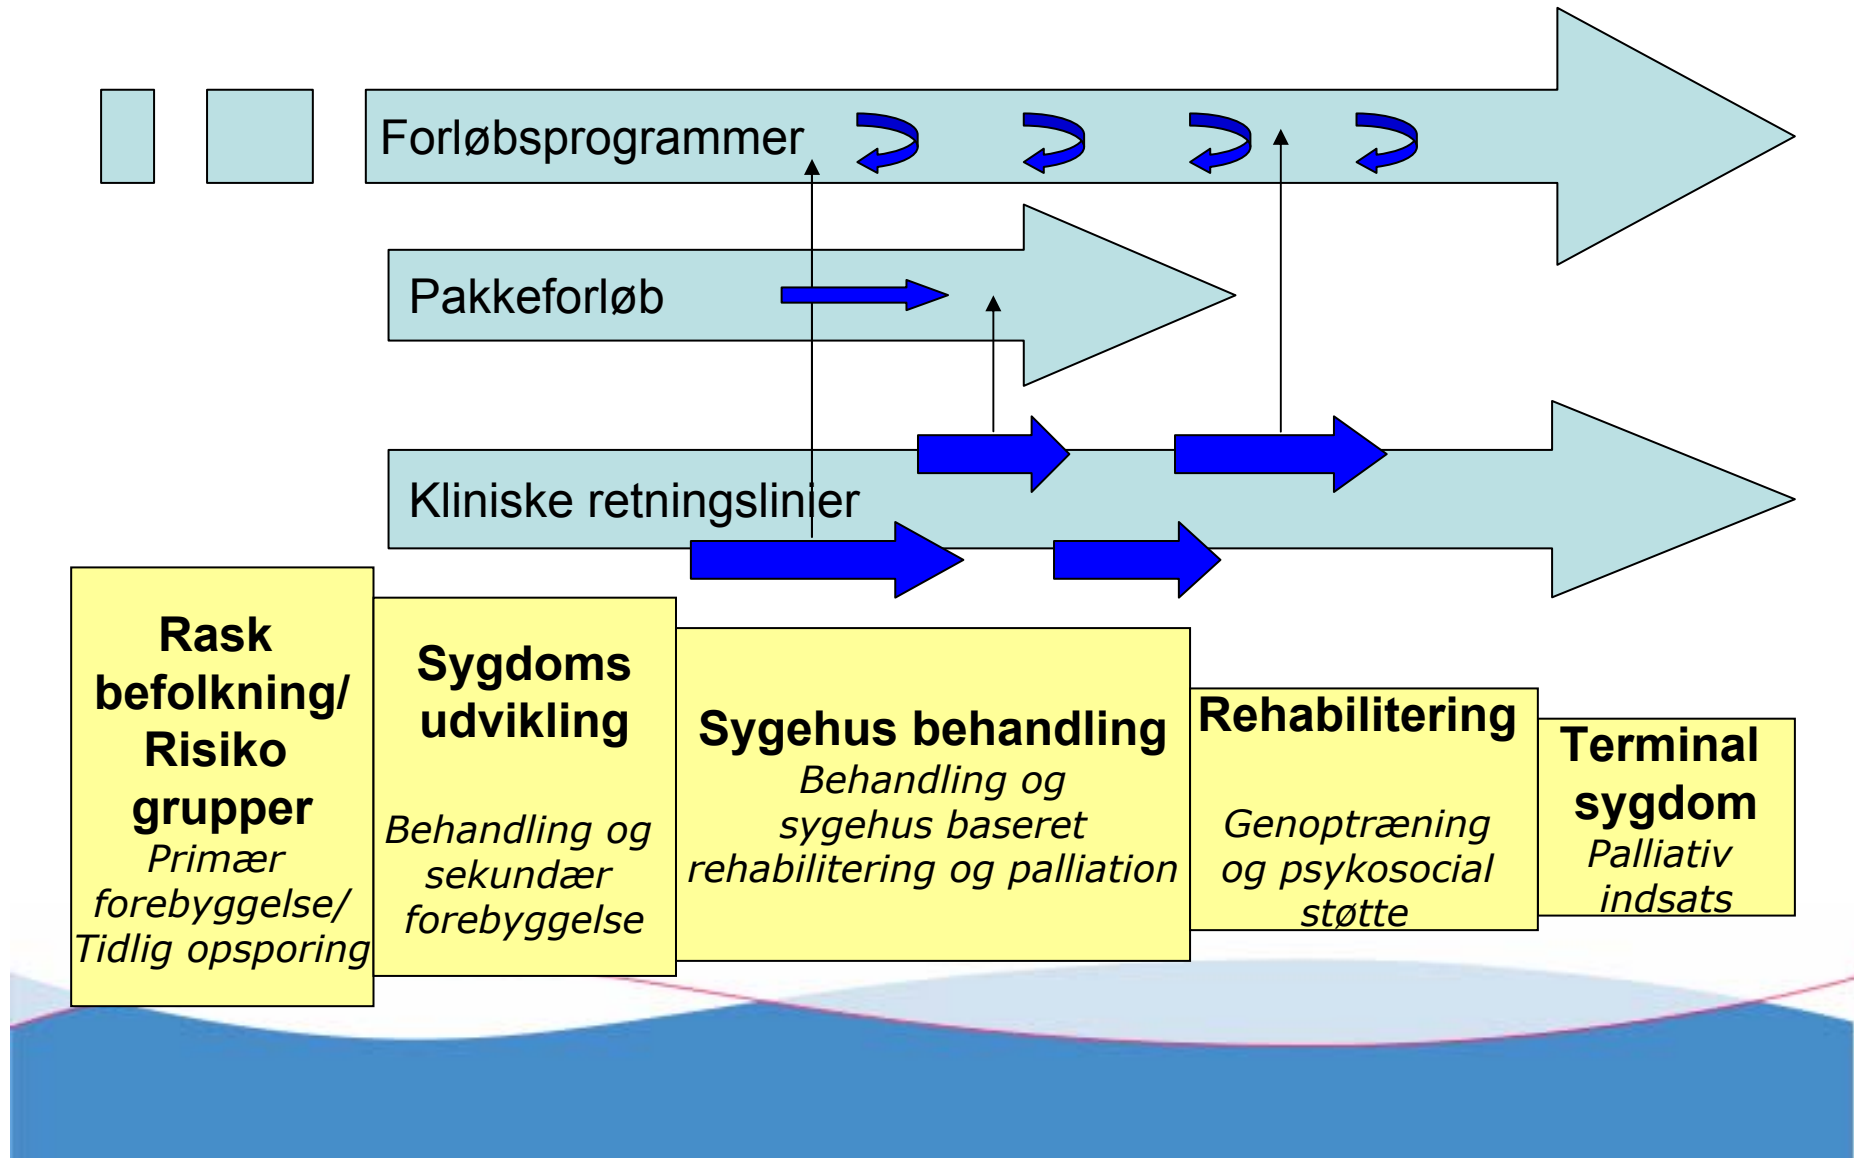 Forløbsprogrammer
Pakkeforløb
Kliniske retningslinier
Rask
befolkning/
Risiko
grupper
Primær
forebyggelse/
Tidlig opsporing
Sygdoms
udvikling
Behandling og
sekundær
forebyggelse
Sygehus behandling
Behandling og
sygehus baseret
rehabilitering og palliation
Rehabilitering
Genoptræning
og psykosocial
støtte
Terminal
sygdom
Palliativ
indsats